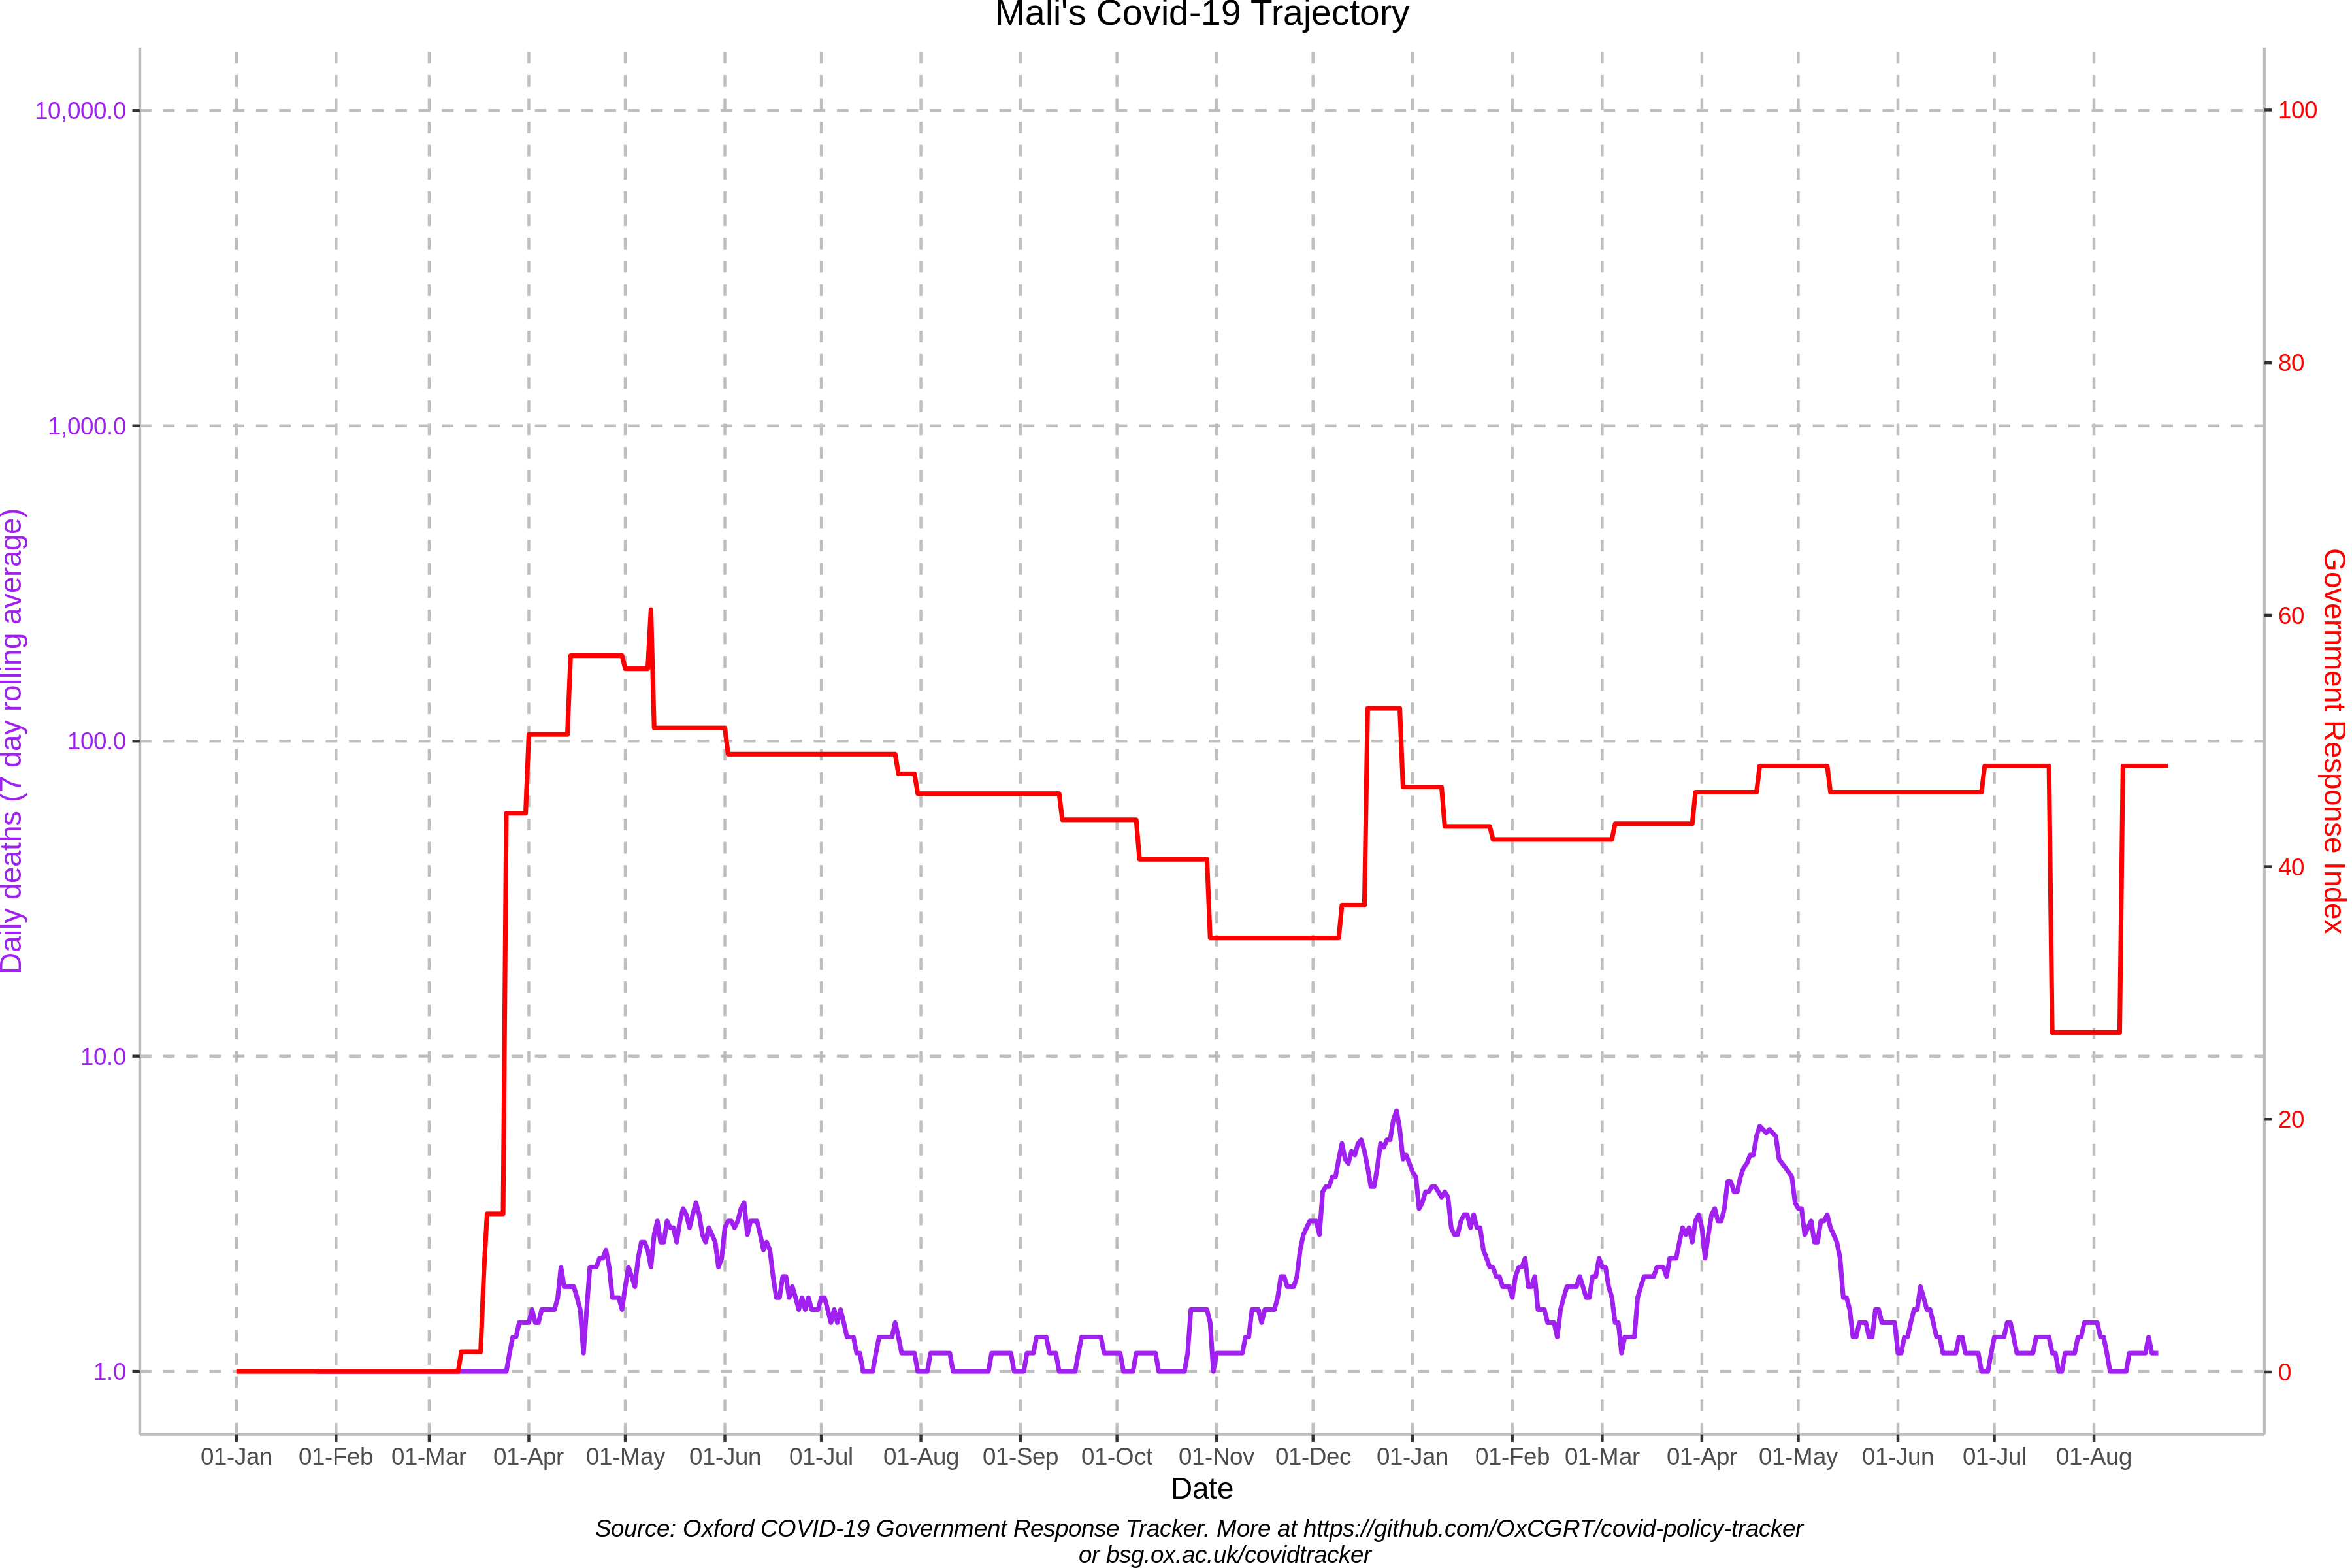 Mali's Covid-19 Trajectory
10,000.0
1,000.0
100.0
10.0
1.0
Daily deaths (7 day rolling average)
100
80
60
40
20
0
Government Response Index
01-Jan 01-Feb 01-Mar 01-Apr 01-May 01-Jun 01-Jul 01-Aug 01-Sep 01-Oct 01-Nov 01-Dec 01-Jan 01-Feb 01-Mar 01-Apr 01-May 01-Jun 01-Jul 01-Aug
Date
Source: Oxford COVID-19 Government Response Tracker. More at https://github.com/OxCGRT/covid-policy-tracker
or bsg.ox.ac.uk/covidtracker